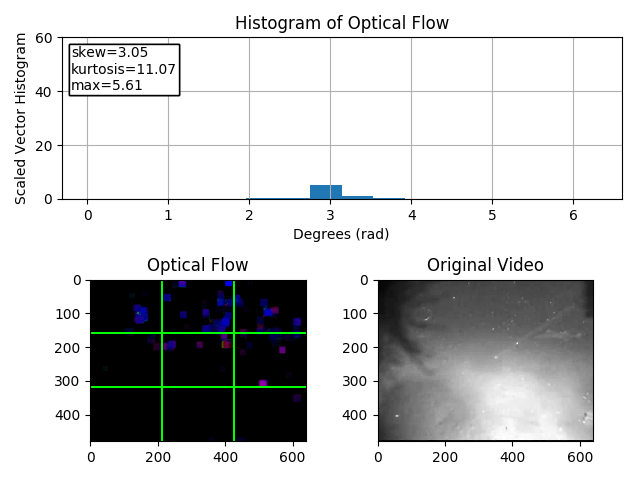 Histogram of Optical Flow
skew=3.05
kurtosis=11.07
max=5.61
Scaled Vector Histogram
60
40
20
0
0 1 2 3 4 5 6
Degrees (rad)
Optical Flow
0
100
200
300
400
0 200 400 600
Original Video
0
100
200
300
400
0 200 400 600